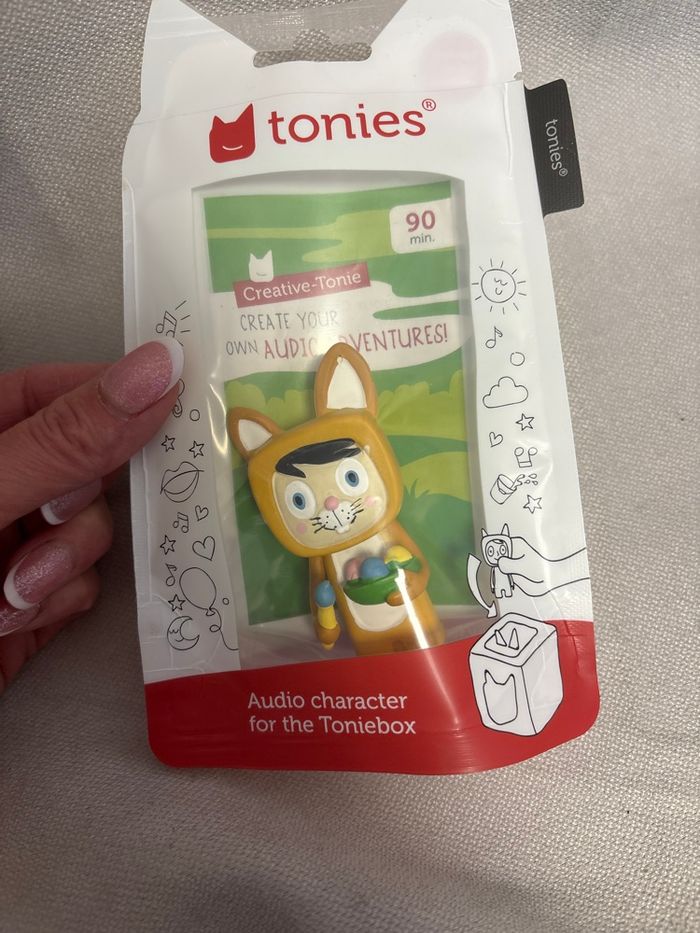 tonies®
tonies®
90
min.
Creative-Tonie
CREATE YOUR
OWN AUDIO ADVENTURES!
Audio character
for the Toniebox